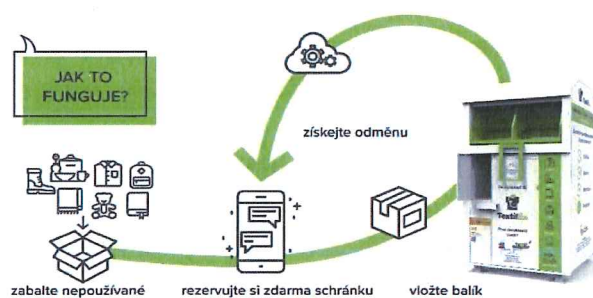 JAK TO
FUNGUJE?
získejte odměnu
zabalte nepoužívané
rezervujte si zdarma schránku
vložte balík